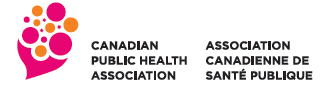 CANADIAN
PUBLIC HEALTH
ASSOCIATION
ASSOCIATION
CANADIENNE DE
SANTÉ PUBLIQUE